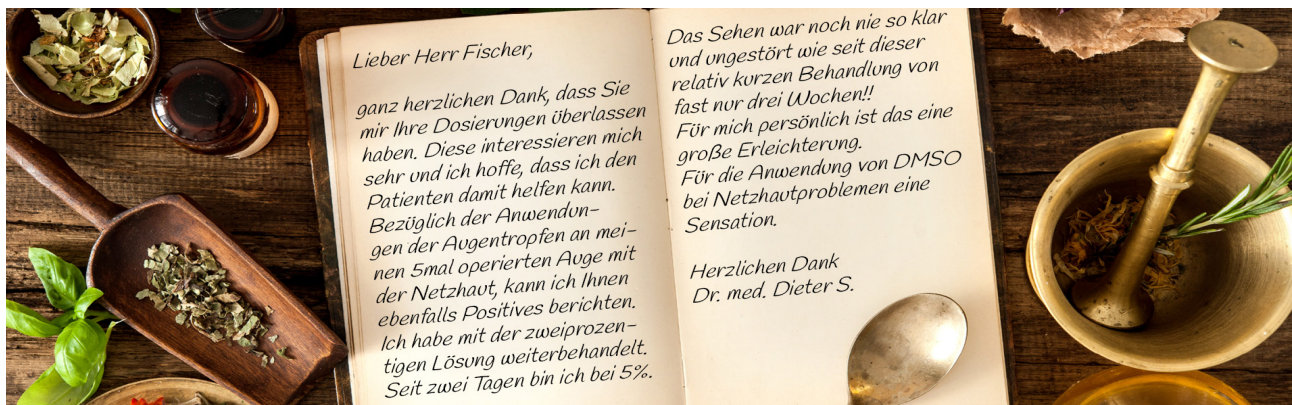 Lieber Herr Fischer,
ganz herzlichen Dank, dass Sie
mir Ihre Dosierungen überlassen
haben. Diese interessieren mich
sehr und ich hoffe, dass ich den
Patienten damit helfen kann.
Bezüglich der Anwendun-
gen der Augentropfen an mei-
nen 5mal operierten Auge mit
der Netzhaut, kann ich Ihnen
ebenfalls Positives berichten.
Ich habe mit der zweiprozen-
tigen Lösung weiterbehandelt.
Seit zwei Tagen bin ich bei 5%.
Das Sehen war noch nie so klar
und ungestört wie seit dieser
relativ kurzen Behandlung von
fast nur drei Wochen!!
Für mich persönlich ist das eine
große Erleichterung.
Für die Anwendung von DMSO
bei Netzhautproblemen eine
Sensation.
Herzlichen Dank
Dr. med. Dieter S.